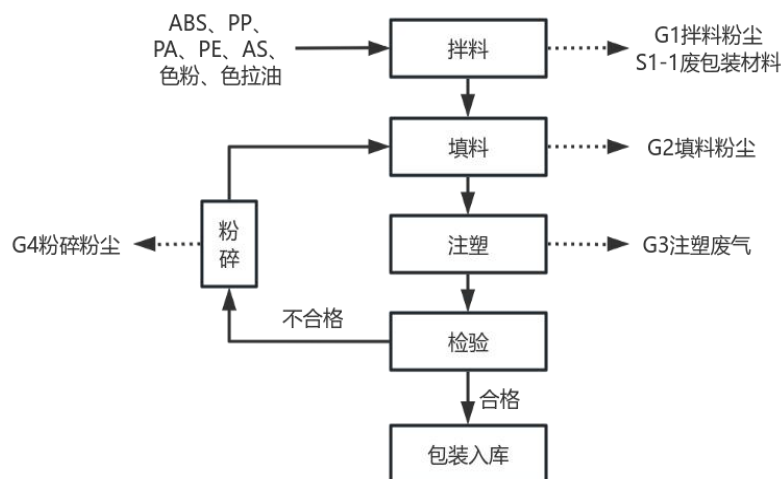 ABS、PP、
PA、PE、AS、
色粉、色拉油
拌料
G1拌料粉尘
S1-1废包装材料
填料
G2填料粉尘
粉
碎
G4粉碎粉尘
注塑
G3注塑废气
不合格
检验
合格
包装入库